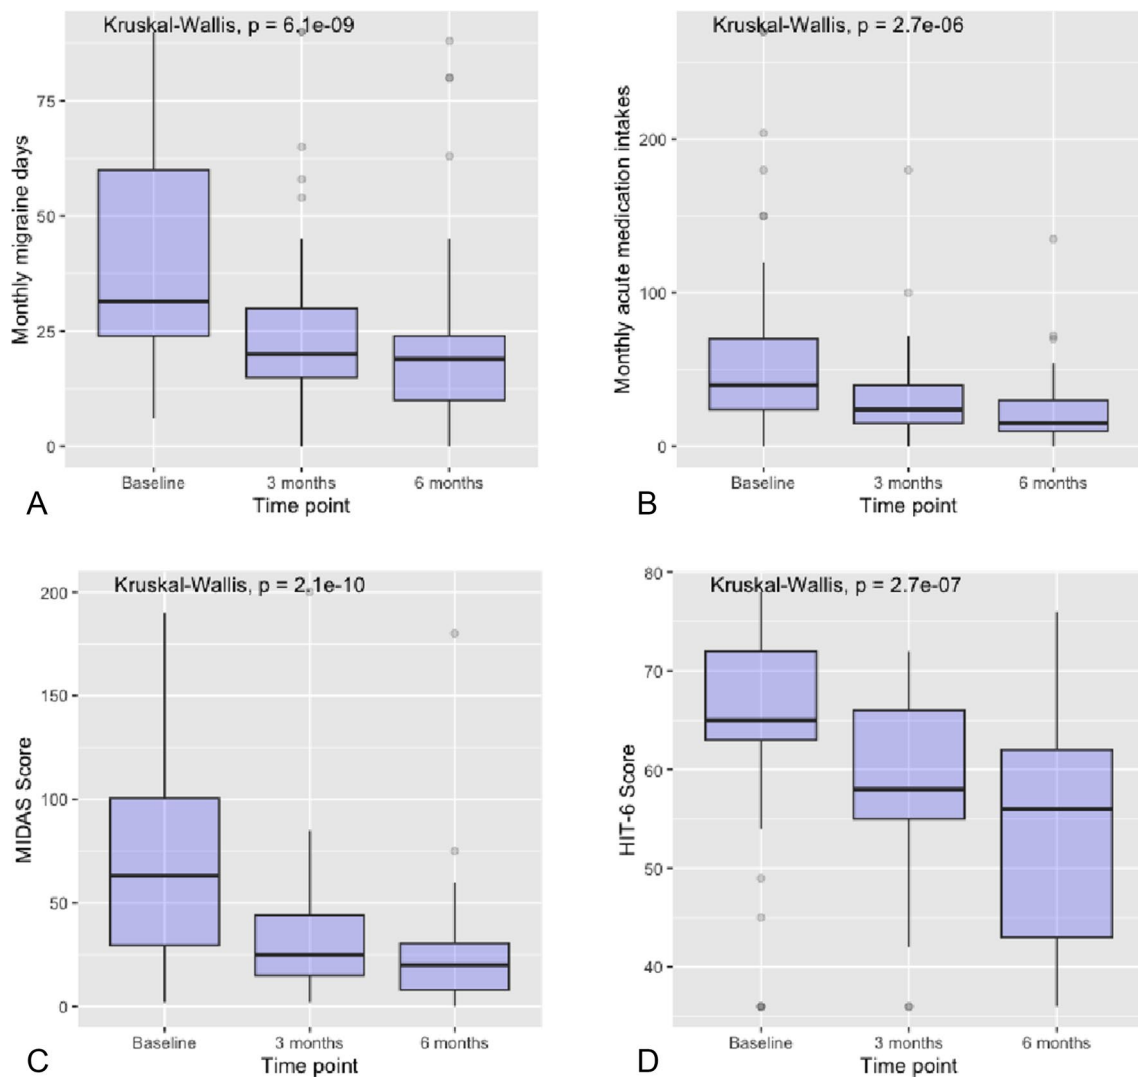 Kruskal-Wallis, p = 6.1e-09
Monthly migraine days
75
50
25
0
Baseline 3 months 6 months
Time point
A
Kruskal-Wallis, p = 2.7e-06
Monthly acute medication intakes
200
100
0
Baseline 3 months 6 months
Time point
B
Kruskal-Wallis, p = 2.1e-10
MIDAS Score
200
150
100
50
0
Baseline 3 months 6 months
Time point
C
Kruskal-Wallis, p = 2.7e-07
HIT-6 Score
80
70
60
50
40
Baseline 3 months 6 months
Time point
D